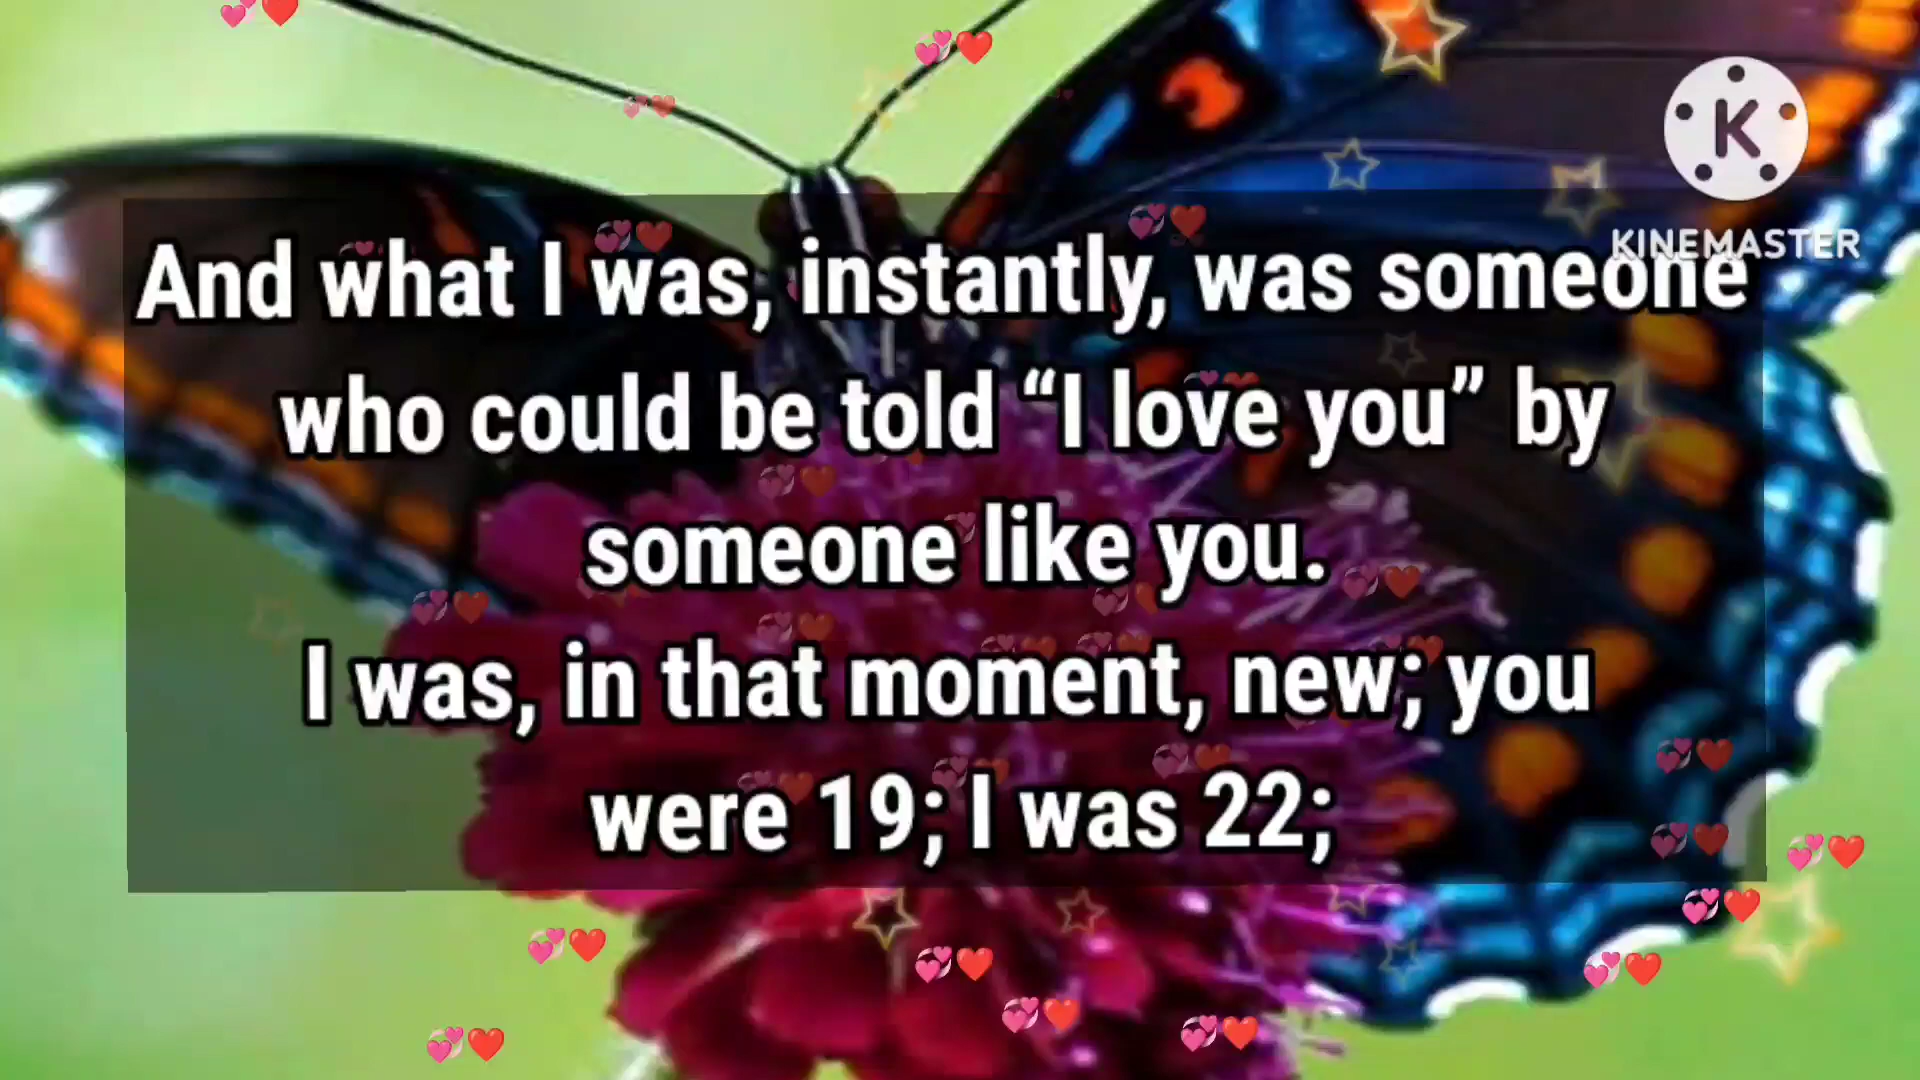 K
KINEMASTER
And what I was, instantly, was someone
who could be told “I love you” by
someone like you.
I was, in that moment, new; you
were 19; I was 22;